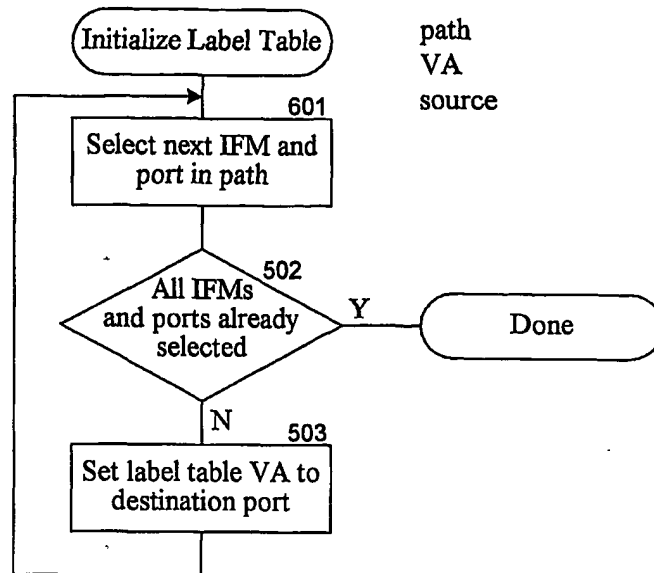 Initialize Label Table
path
VA
source
601
Select next IFM and
port in path
502
All IFMs
and ports already
selected
Y
Done
N
503
Set label table VA to
destination port